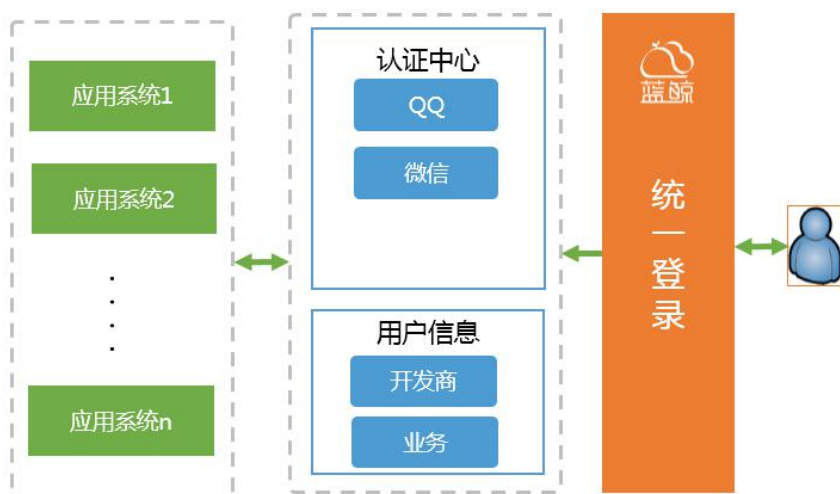 应用系统1
应用系统2
应用系统n
认证中心
QQ
微信
用户信息
开发商
业务
蓝鲸
统一登录